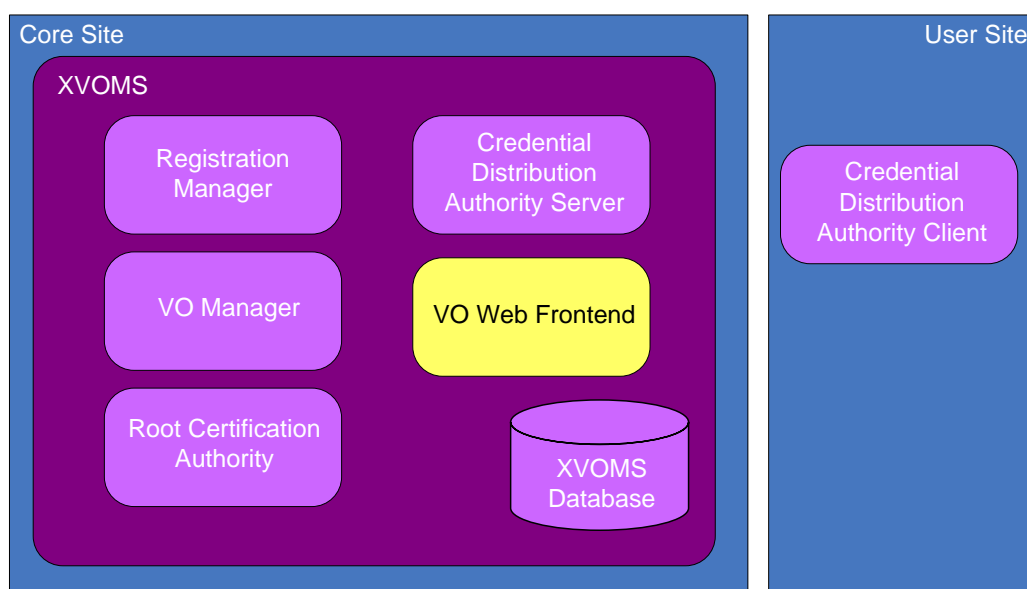 Core Site
User Site
XVOMS
Registration
Manager
Credential
Distribution
Authority Server
Credential
Distribution
Authority Client
VO Manager
VO Web Frontend
Root Certification
Authority
XVOMS
Database